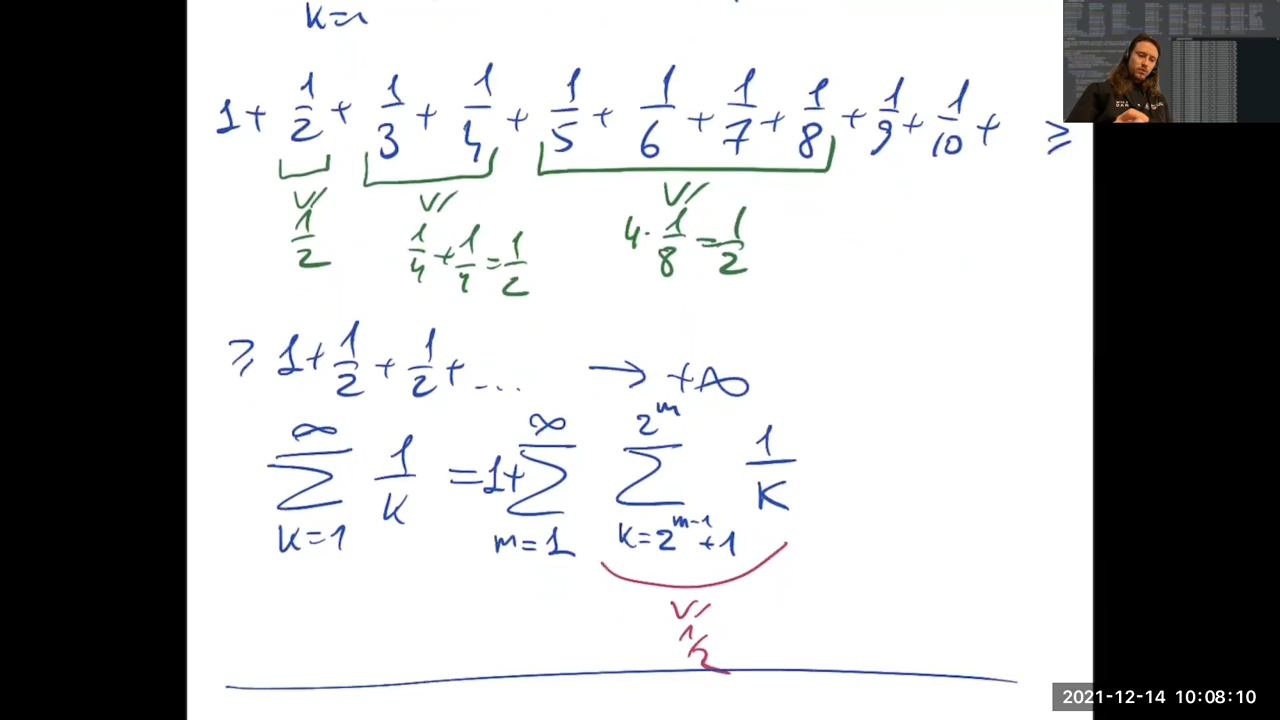 k=1
1 + 1/2 + 1/3 + 1/4 + 1/5 + 1/6 + 1/7 + 1/8 + 1/9 + 1/10 + ≥
≥ ≥ ≥
1/2 1/4 + 1/4 = 1/2 4 · 1/8 = 1/2
≥ 1 + 1/2 + 1/2 + ... → +∞
∑_{k=1}^{∞} 1/k = 1 + ∑_{m=1}^{∞} ∑_{k=2^{m-1}+1}^{2^m} 1/k
≥
1/2
2021-12-14 10:08:10